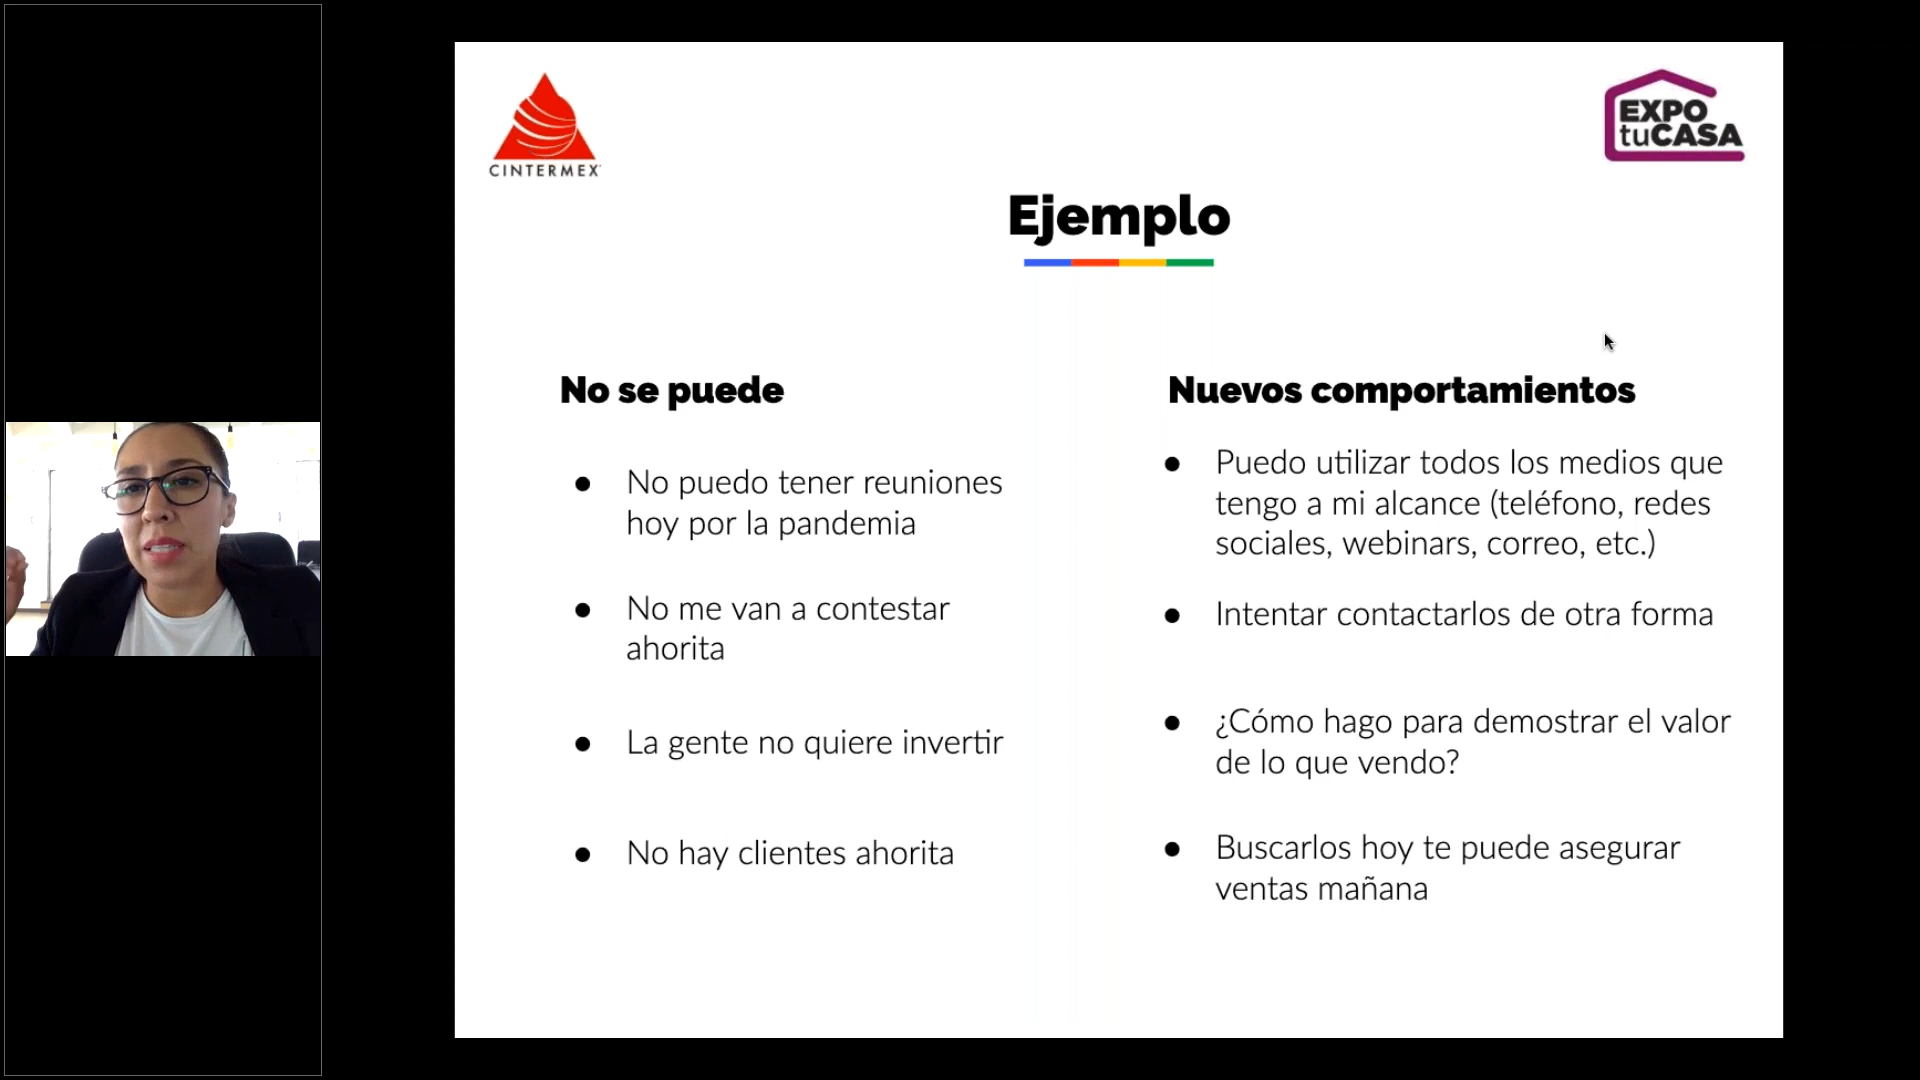 CINTERMEX
EXPO
tuCASA
Ejemplo
No se puede
● No puedo tener reuniones
hoy por la pandemia
● No me van a contestar
ahorita
● La gente no quiere invertir
● No hay clientes ahorita
Nuevos comportamientos
● Puedo utilizar todos los medios que
tengo a mi alcance (teléfono, redes
sociales, webinars, correo, etc.)
● Intentar contactarlos de otra forma
● ¿Cómo hago para demostrar el valor
de lo que vendo?
● Buscarlos hoy te puede asegurar
ventas mañana